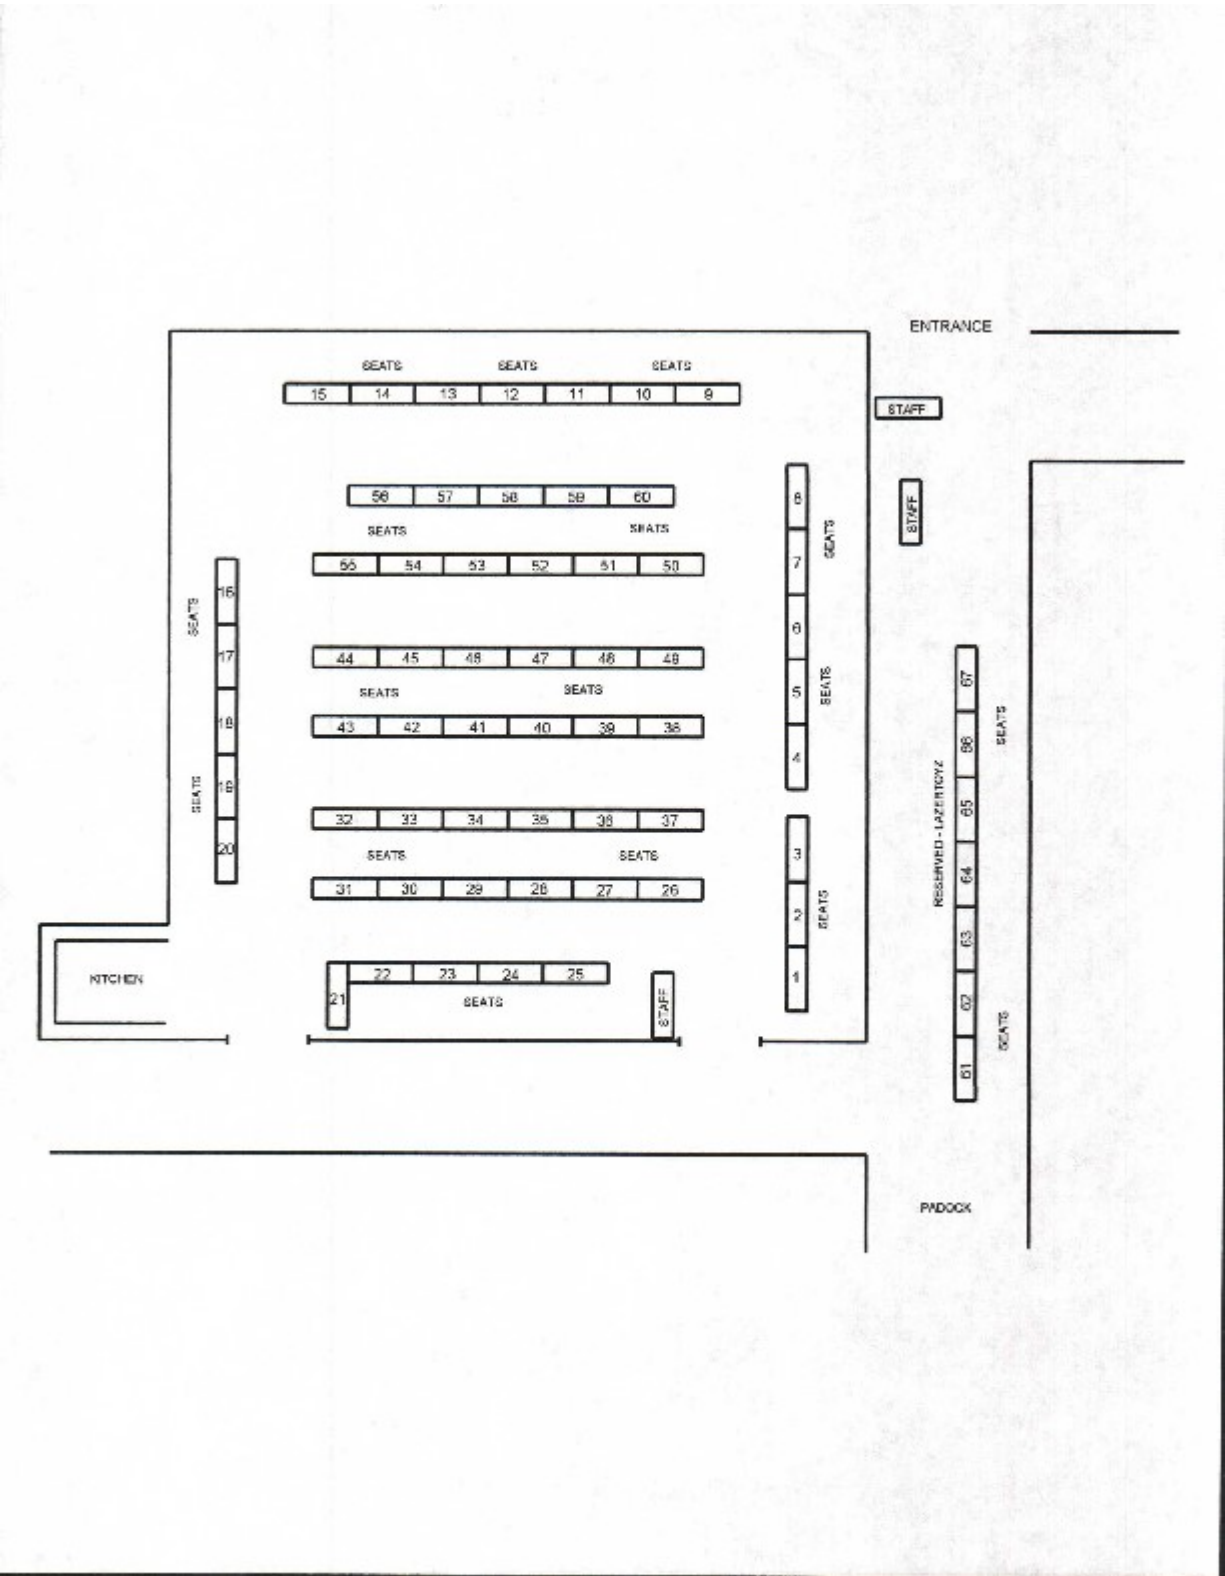 ENTRANCE
SEATS SEATS SEATS
15 14 13 12 11 10 9
STAFF
8
56 57 58 59 60
STAFF
SEATS SEATS
SEATS
7
55 54 53 52 51 50
16
SEATS
6
17
44 45 46 47 48 49
67
SEATS SEATS
5
SEATS
18
43 42 41 40 39 38
66
SEATS
4
19
SEATS
65
RESERVED - LAZERTOYZ
32 33 34 35 36 37
20
3
SEATS SEATS
64
31 30 29 28 27 26
2
SEATS
63
KITCHEN
22 23 24 25
1
21
SEATS
STAFF
62
SEATS
61
PADOCK